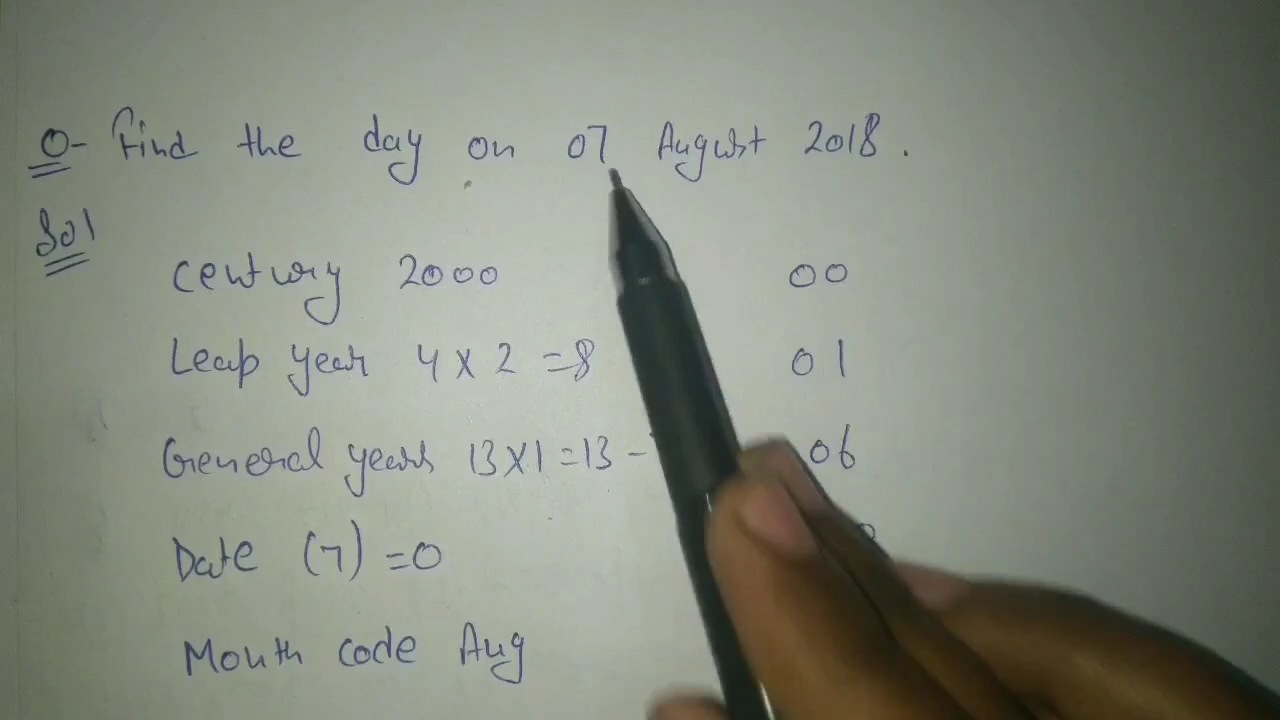 Q- Find the day on 07 August 2018.
Sol
Century 2000 00
Leap year 4 × 2 = 8 01
General years 13×1 = 13 - 06
Date (7) = 0
Month code Aug